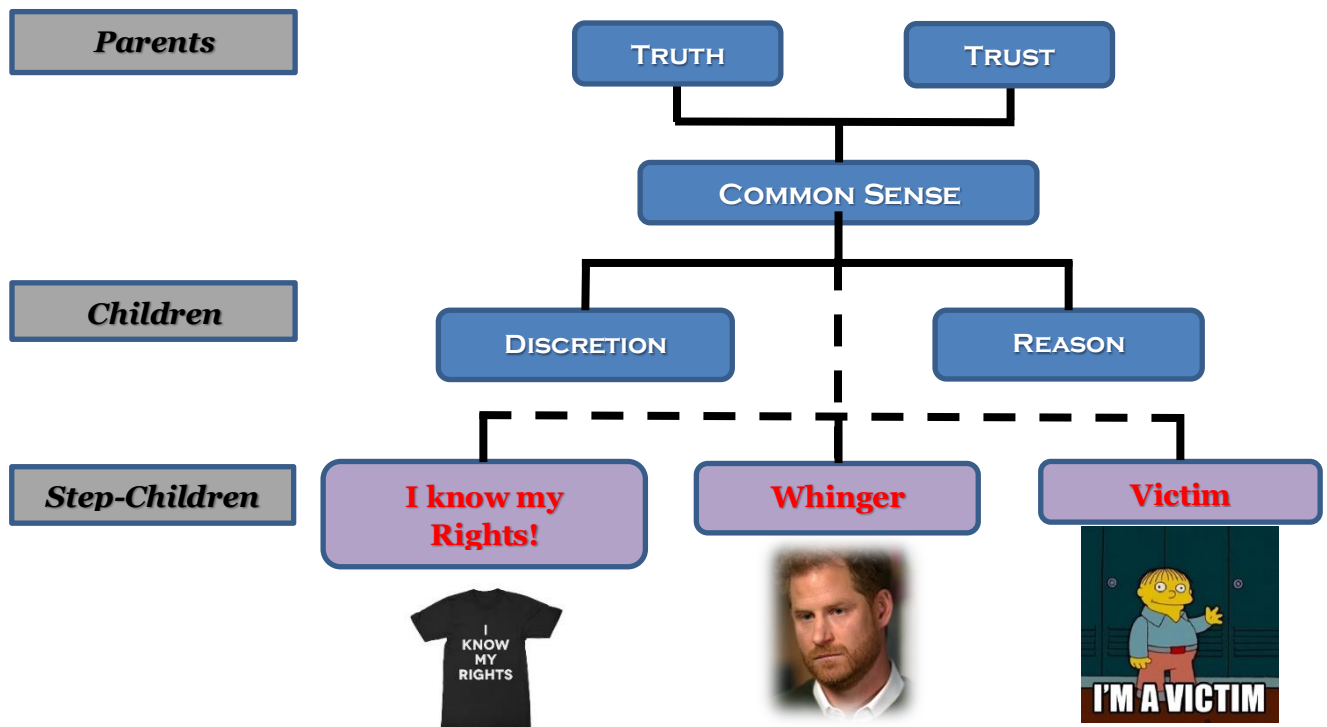 Parents
TRUTH
TRUST
COMMON SENSE
Children
DISCRETION
REASON
Step-Children
I know my
Rights!
Whinger
Victim
I
KNOW
MY
RIGHTS
I'M A VICTIM